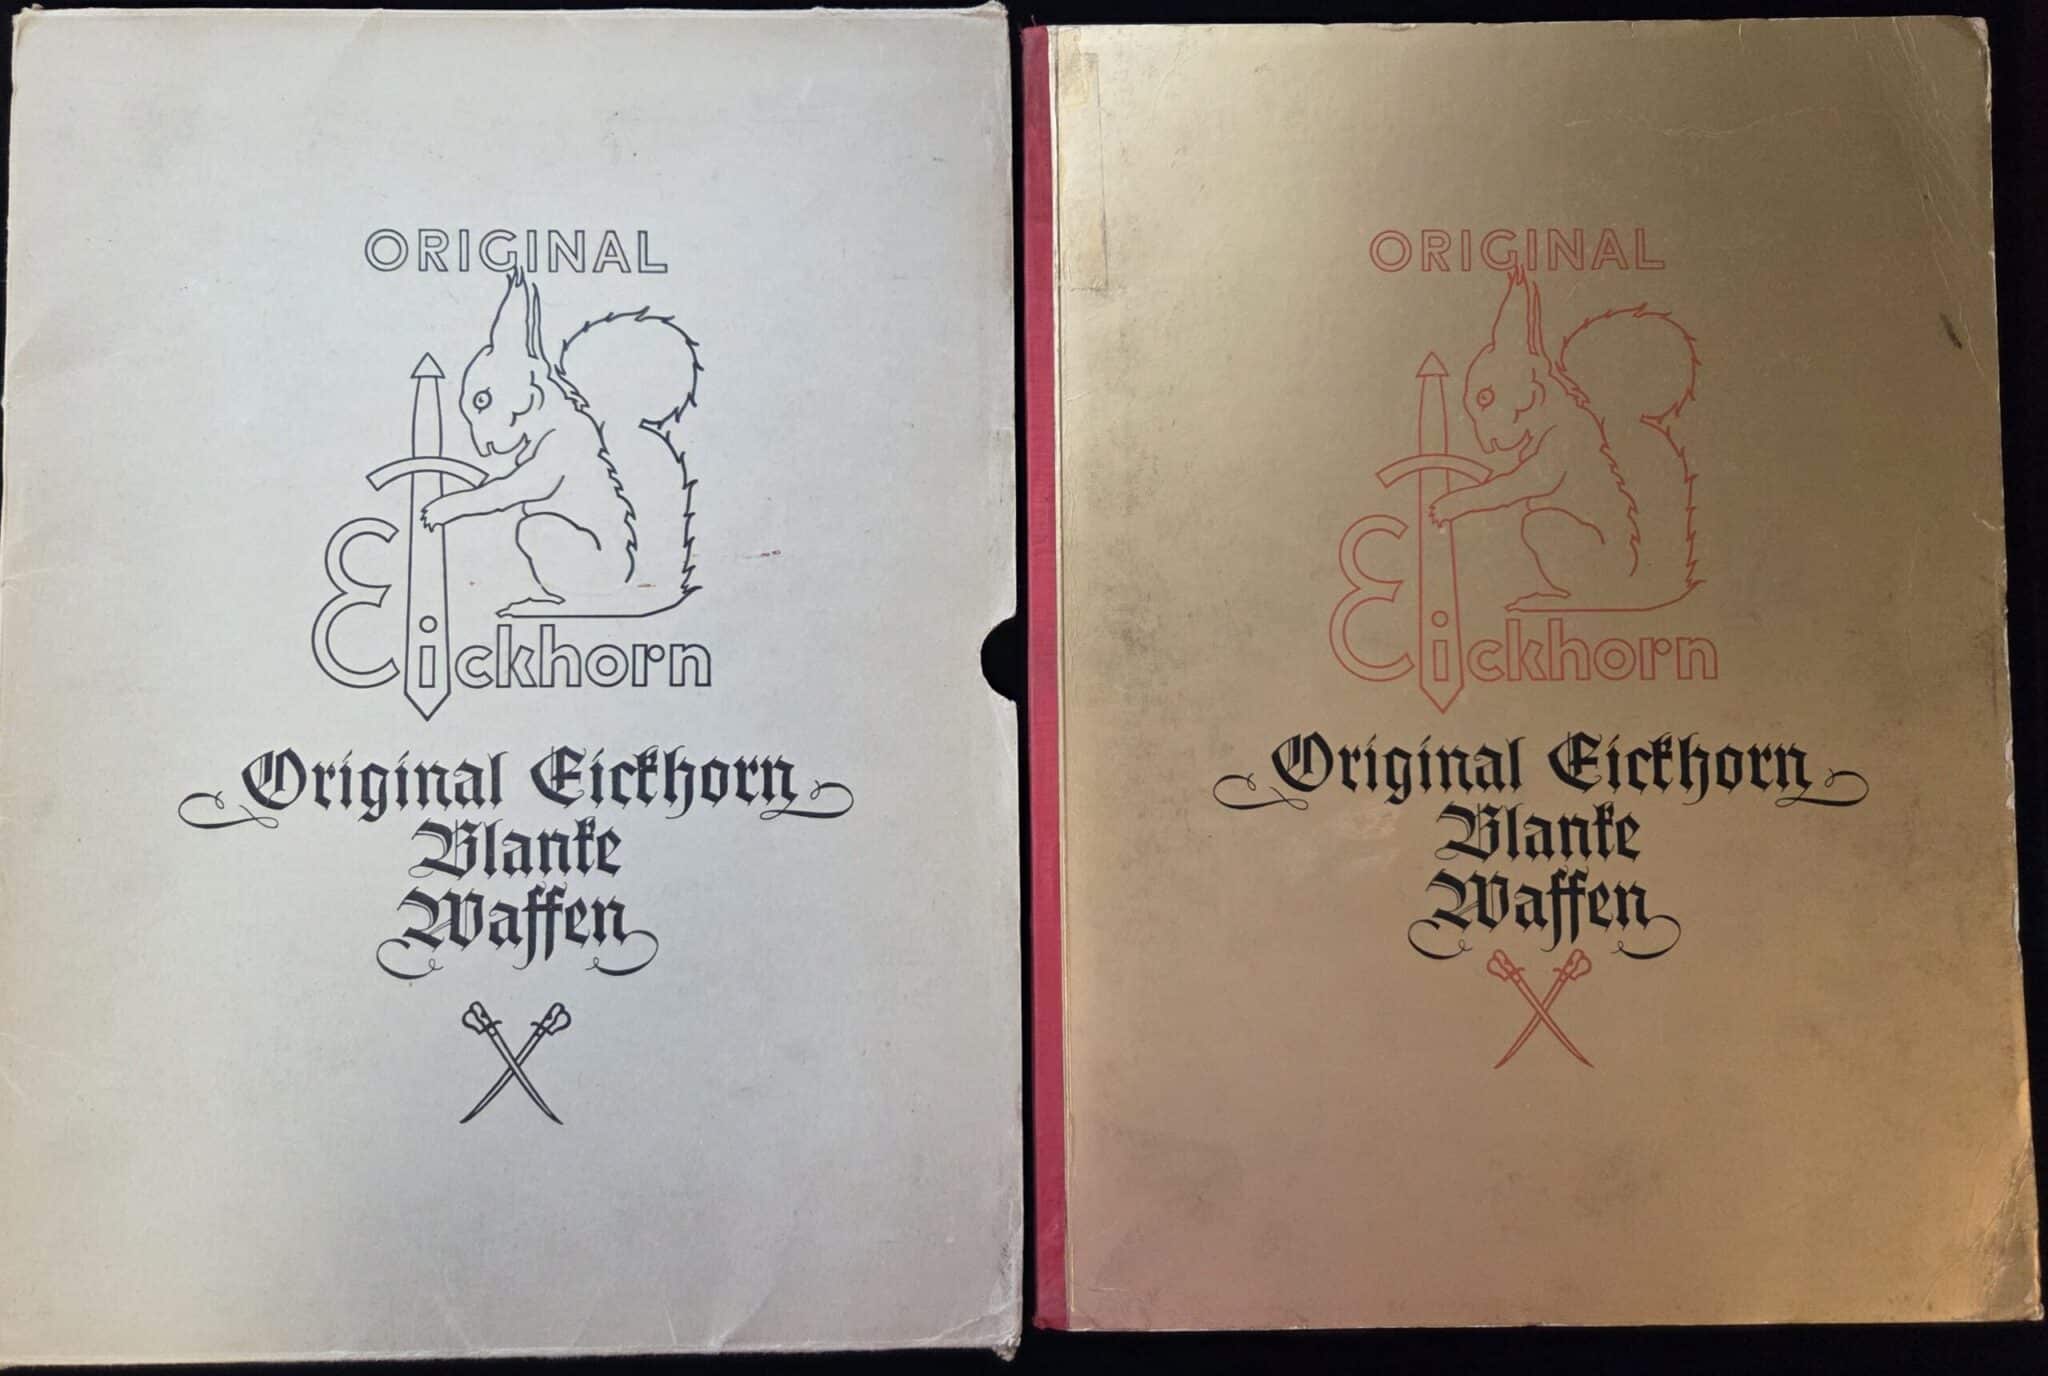 ORIGINAL
Eickhorn
Original Eickhorn
Blanke
Waffen
ORIGINAL
Eickhorn
Original Eickhorn
Blanke
Waffen